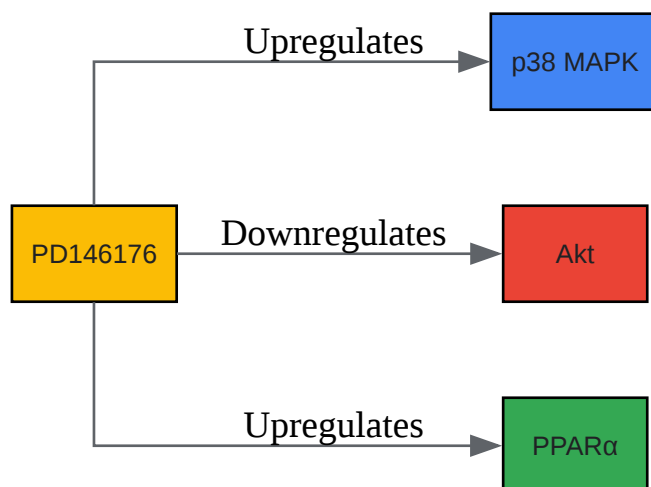 Upregulates
p38 MAPK
PD146176
Downregulates
Akt
Upregulates
PPARα